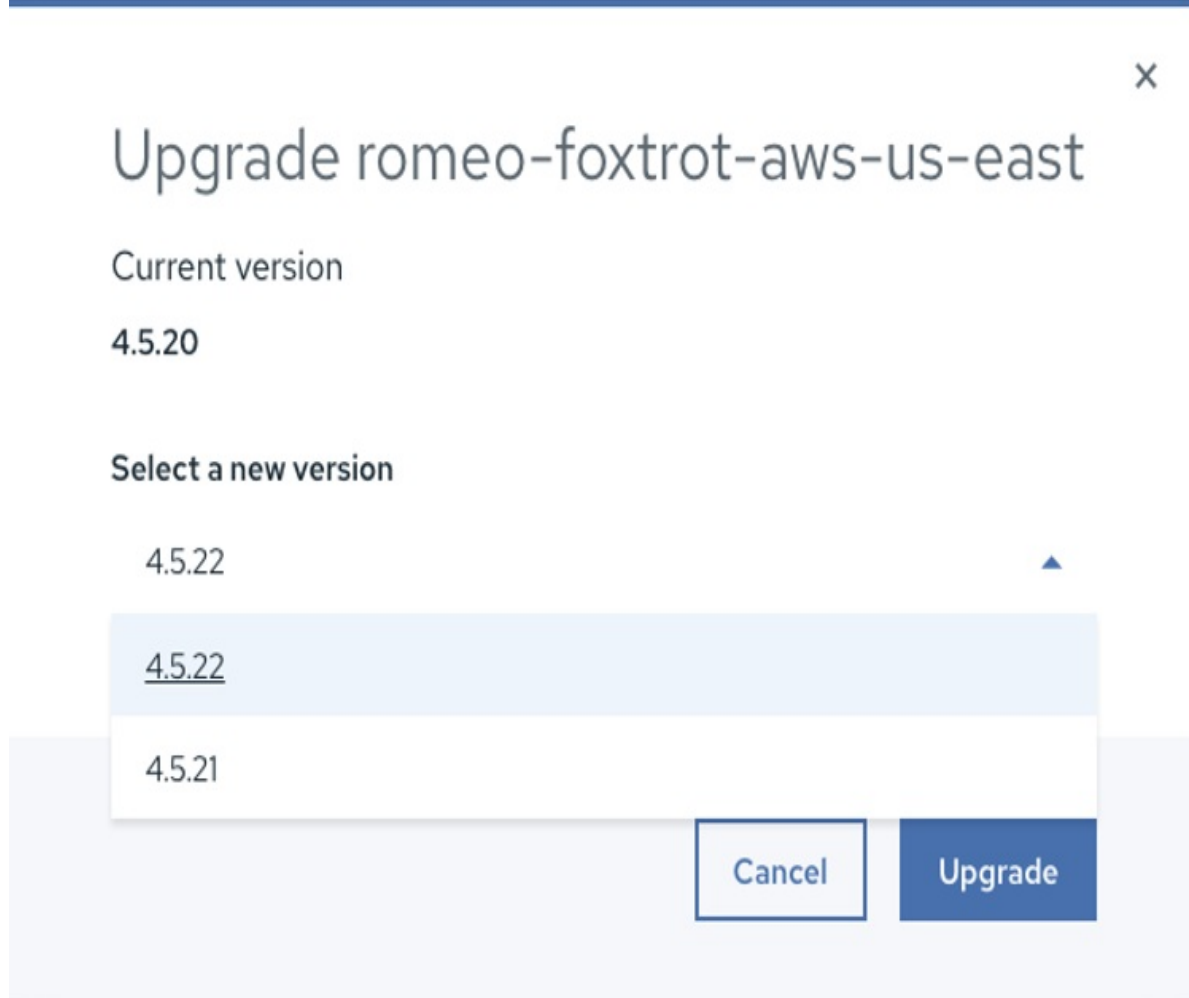 Upgrade romeo-foxtrot-aws-us-east
Current version
4.5.20
Select a new version
4.5.22
4.5.22
4.5.21
Cancel
Upgrade